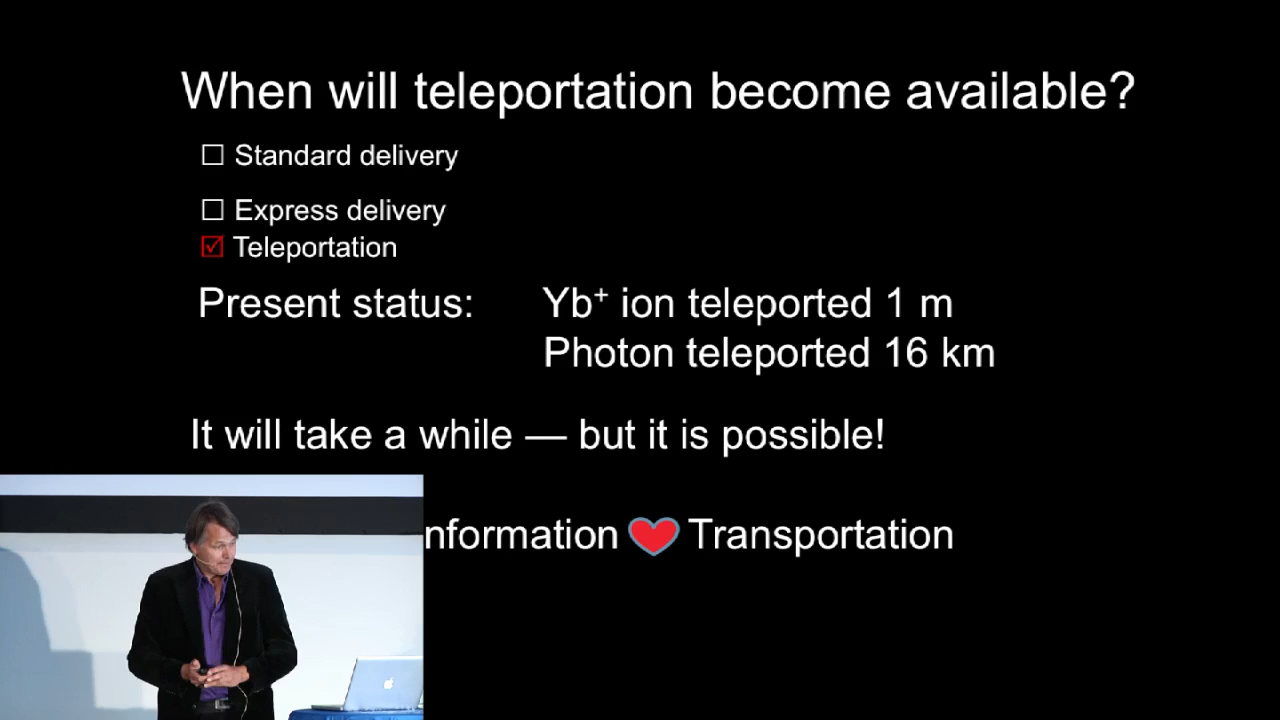 When will teleportation become available?
☐ Standard delivery
☐ Express delivery
☑ Teleportation
Present status: Yb⁺ ion teleported 1 m
Photon teleported 16 km
It will take a while — but it is possible!
nformation ❤ Transportation